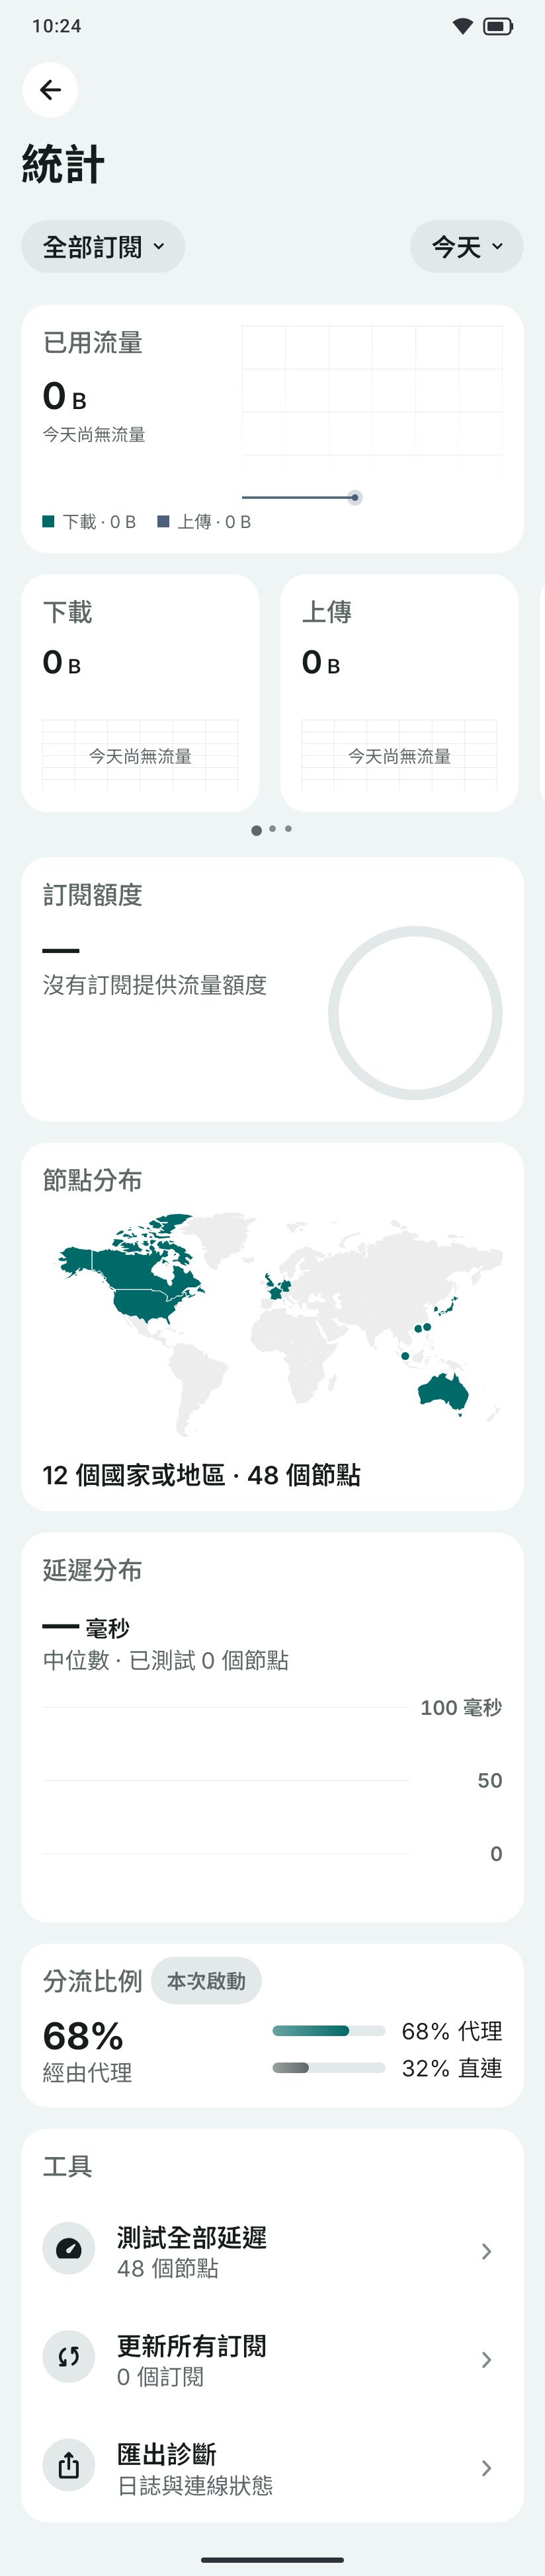 10:24
統計
全部訂閱
今天
已用流量
0 B
今天尚無流量
下載 · 0 B
上傳 · 0 B
下載
0 B
今天尚無流量
上傳
0 B
今天尚無流量
訂閱額度
—
沒有訂閱提供流量額度
節點分布
12 個國家或地區 · 48 個節點
延遲分布
— 毫秒
中位數 · 已測試 0 個節點
100 毫秒
50
0
分流比例
本次啟動
68%
經由代理
68% 代理
32% 直連
工具
測試全部延遲
48 個節點
更新所有訂閱
0 個訂閱
匯出診斷
日誌與連線狀態